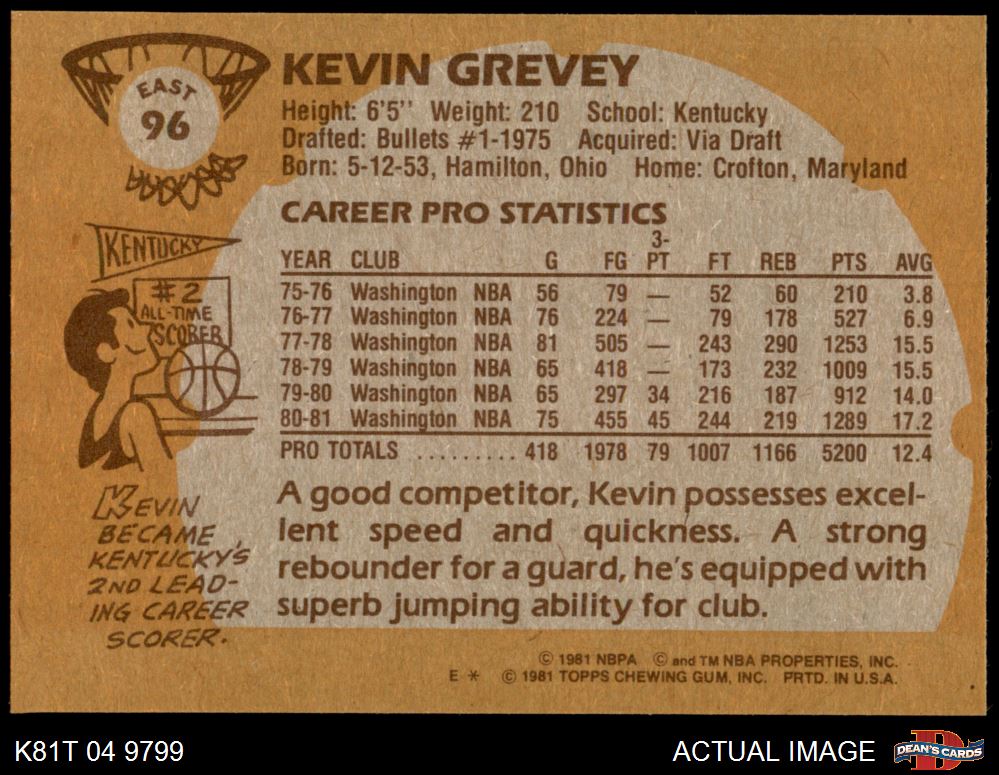 EAST
96
KEVIN GREVEY
Height: 6'5'' Weight: 210 School: Kentucky
Drafted: Bullets #1-1975 Acquired: Via Draft
Born: 5-12-53, Hamilton, Ohio Home: Crofton, Maryland
CAREER PRO STATISTICS
YEAR CLUB G FG 3-PT FT REB PTS AVG
75-76 Washington NBA 56 79 — 52 60 210 3.8
76-77 Washington NBA 76 224 — 79 178 527 6.9
77-78 Washington NBA 81 505 — 243 290 1253 15.5
78-79 Washington NBA 65 418 — 173 232 1009 15.5
79-80 Washington NBA 65 297 34 216 187 912 14.0
80-81 Washington NBA 75 455 45 244 219 1289 17.2
PRO TOTALS ......... 418 1978 79 1007 1166 5200 12.4
KENTUCKY
#2
ALL-TIME
SCORER
KEVIN
BECAME
KENTUCKY'S
2ND LEAD-
ING CAREER
SCORER.
A good competitor, Kevin possesses excel-
lent speed and quickness. A strong
rebounder for a guard, he's equipped with
superb jumping ability for club.
© 1981 NBPA © and TM NBA PROPERTIES, INC.
E * © 1981 TOPPS CHEWING GUM, INC. PRTD. IN U.S.A.
K81T 04 9799
ACTUAL IMAGE
D
DEAN'S CARDS